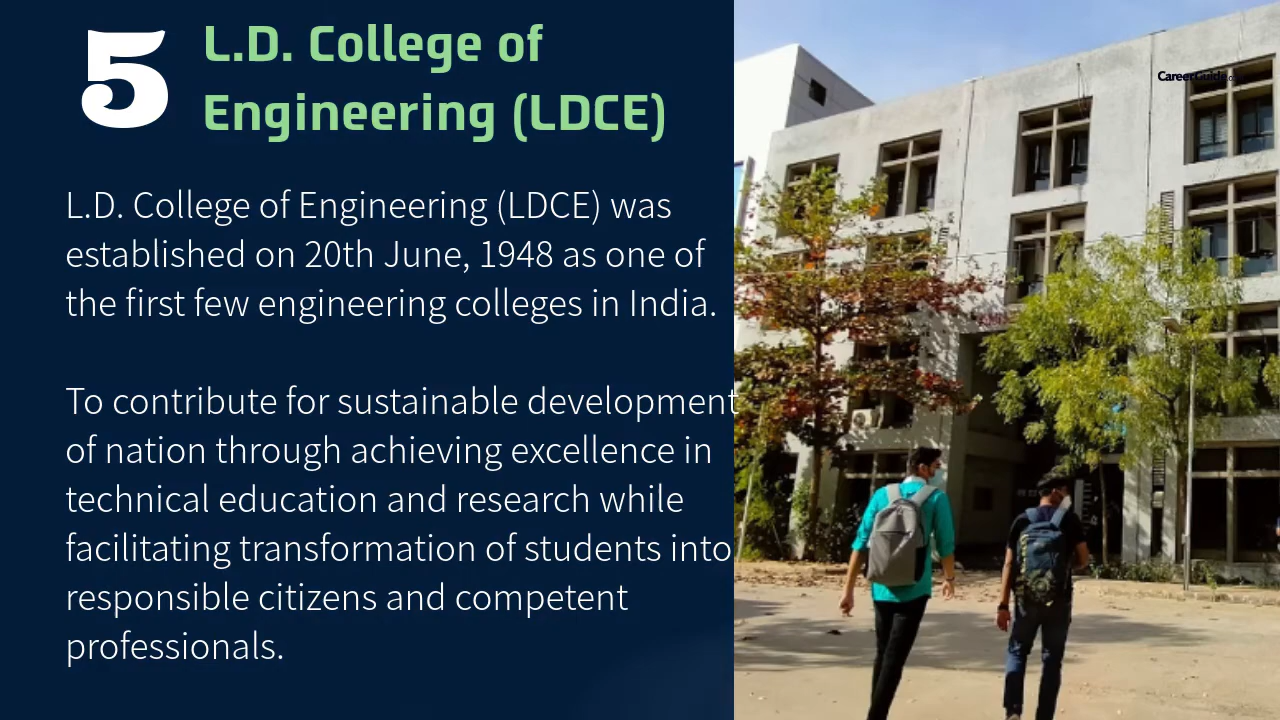 5
L.D. College of
Engineering (LDCE)
L.D. College of Engineering (LDCE) was
established on 20th June, 1948 as one of
the first few engineering colleges in India.
To contribute for sustainable development
of nation through achieving excellence in
technical education and research while
facilitating transformation of students into
responsible citizens and competent
professionals.
CareerGuide